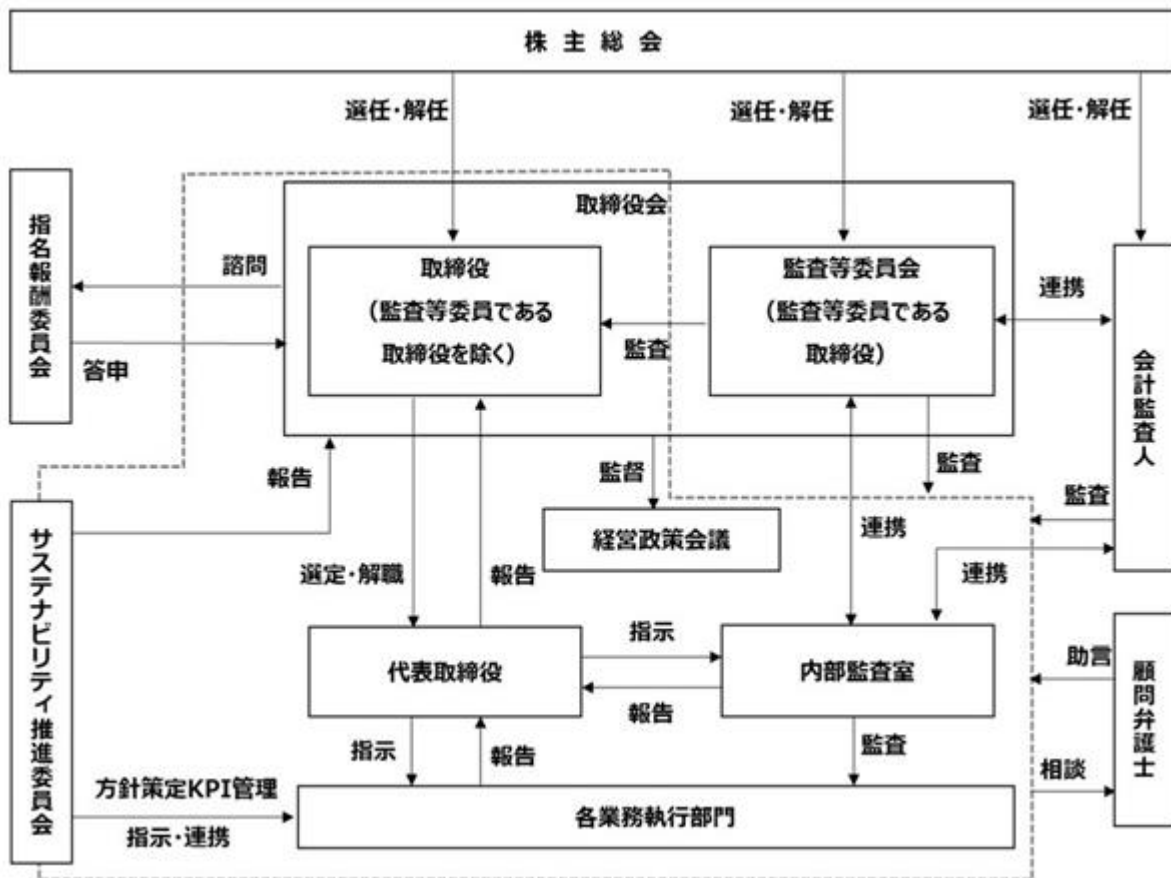 株主総会
選任・解任
選任・解任
選任・解任
取締役会
指名報酬委員会
諮問
答申
取締役
（監査等委員である
取締役を除く）
監査
監査等委員会
（監査等委員である
取締役）
連携
会計監査人
報告
監督
監査
監査
経営政策会議
連携
連携
選定・解職
報告
サステナビリティ推進委員会
代表取締役
指示
報告
内部監査室
助言
顧問弁護士
相談
指示
報告
監査
方針策定KPI管理
指示・連携
各業務執行部門